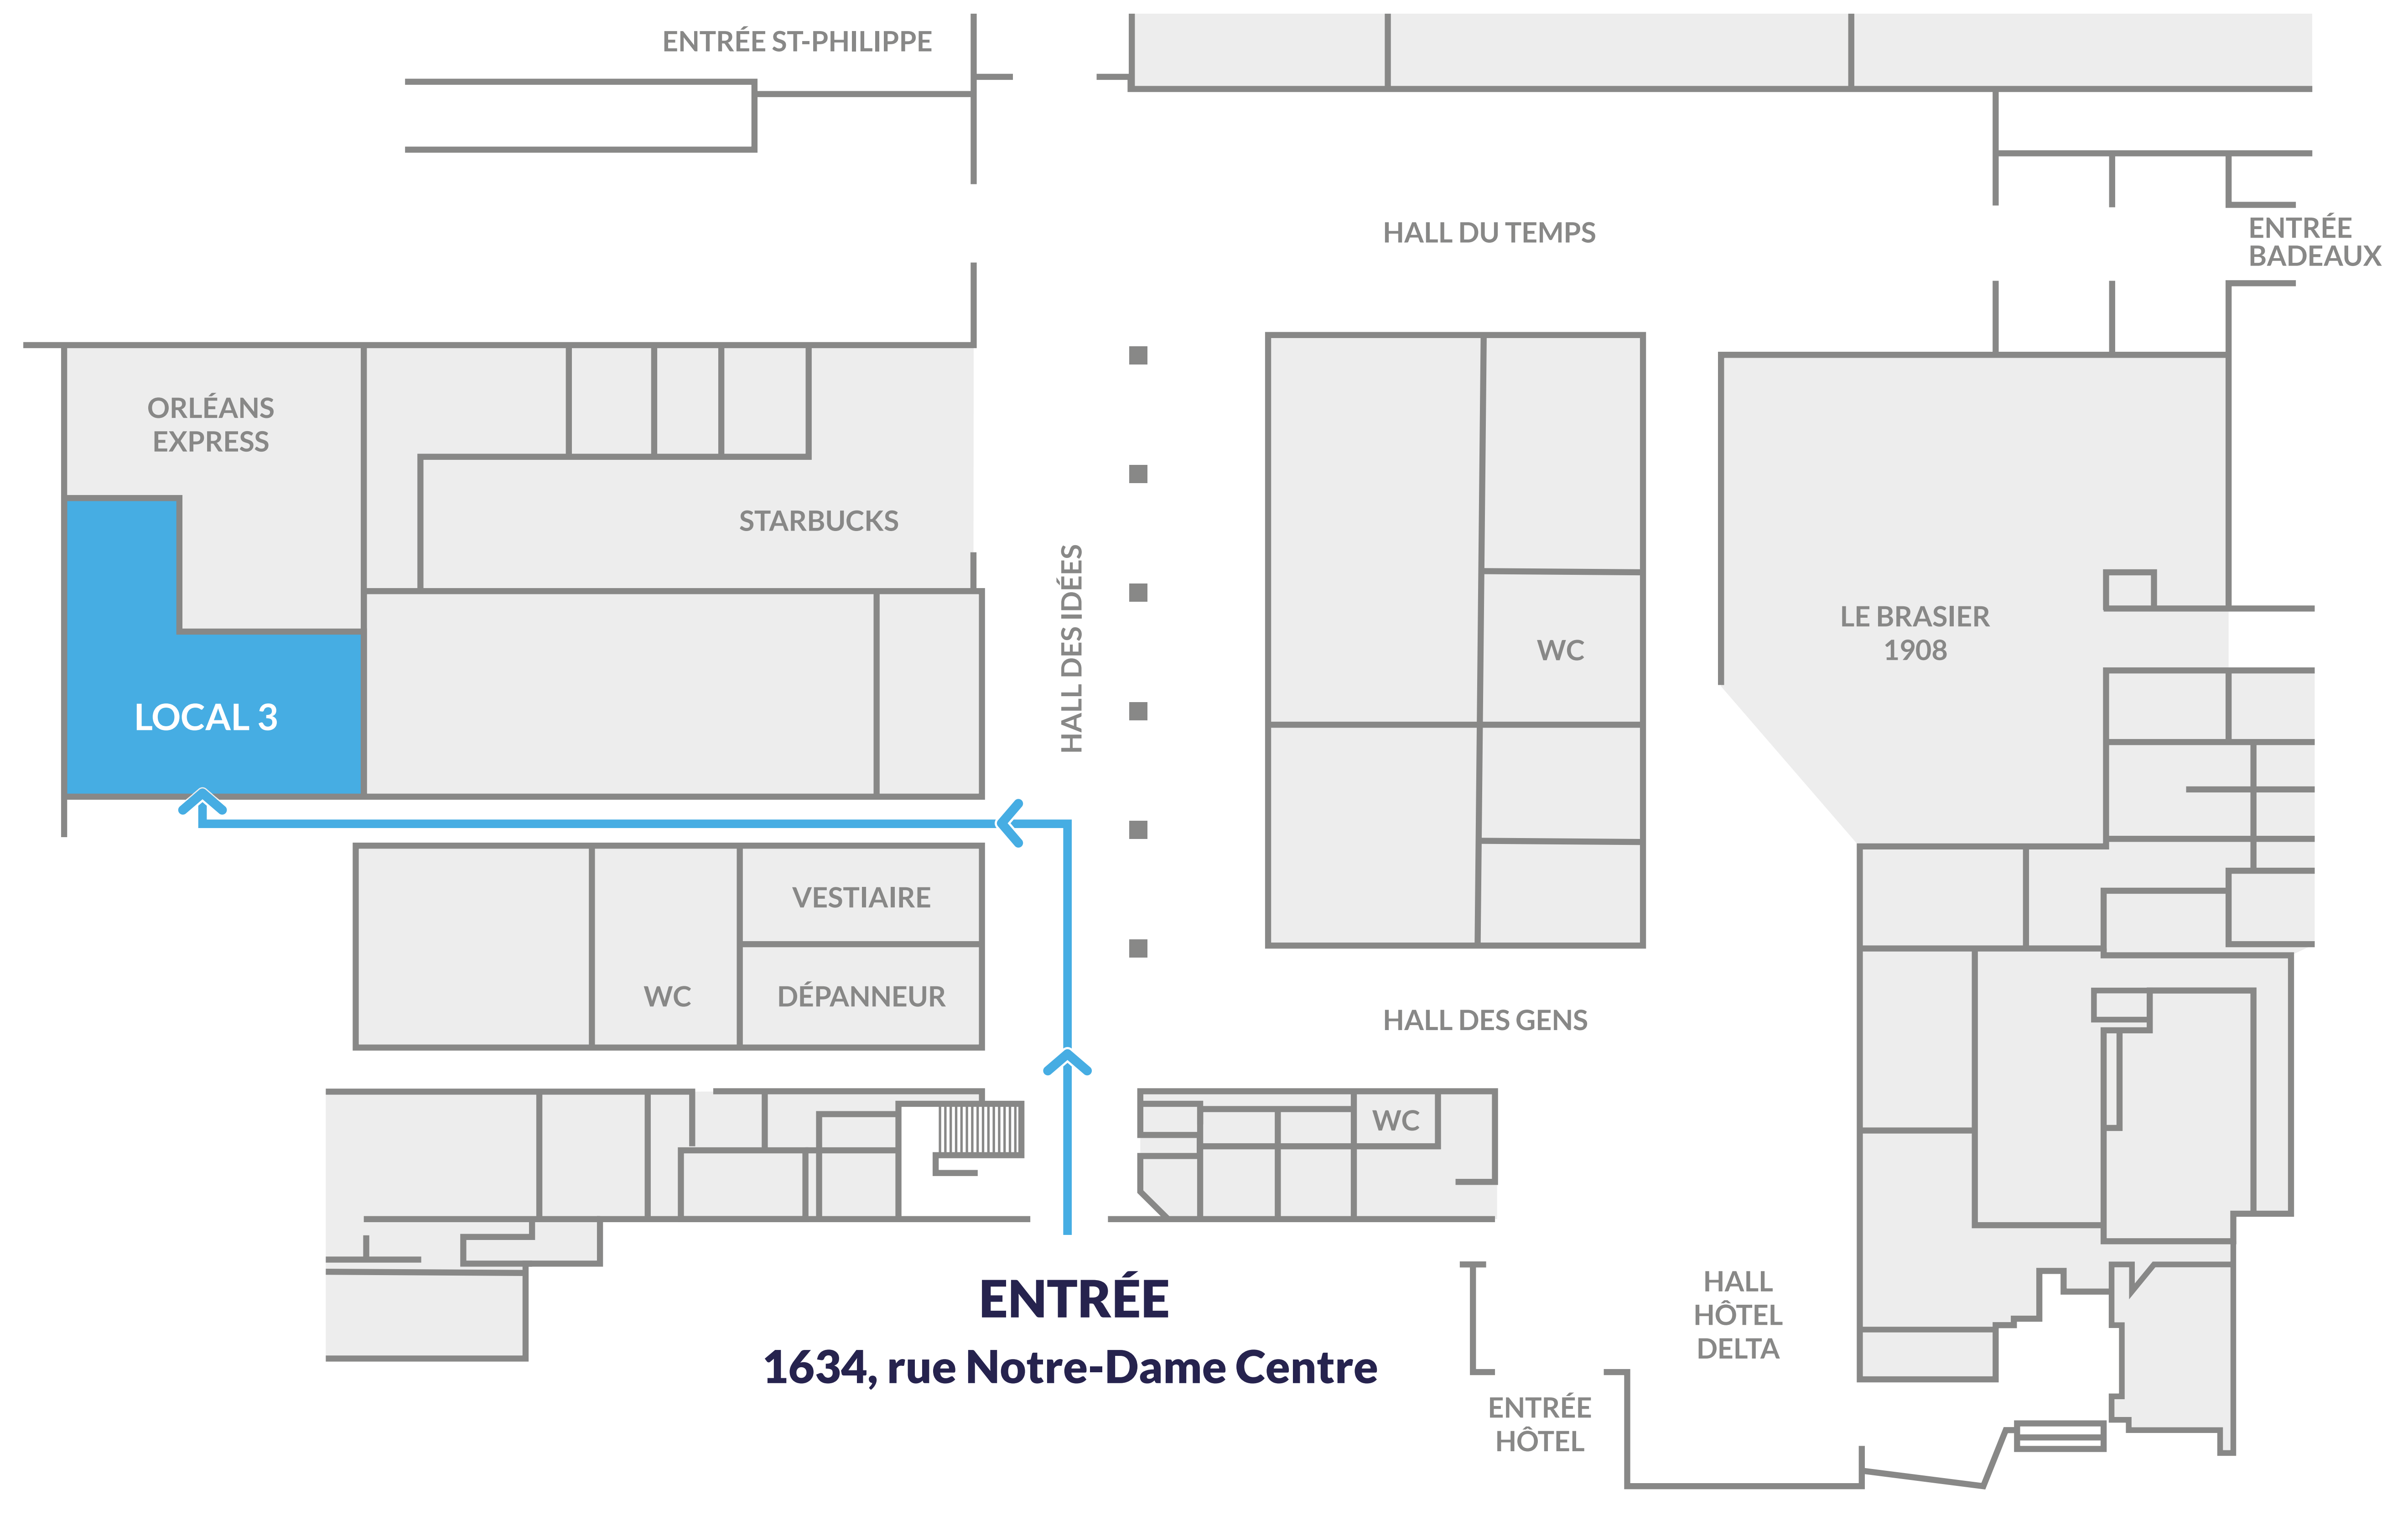 ENTRÉE ST-PHILIPPE
HALL DU TEMPS
ENTRÉE
BADEAUX
ORLÉANS
EXPRESS
STARBUCKS
HALL DES IDÉES
LE BRASIER
1908
WC
LOCAL 3
VESTIAIRE
WC
DÉPANNEUR
HALL DES GENS
WC
ENTRÉE
1634, rue Notre-Dame Centre
HALL
HÔTEL
DELTA
ENTRÉE
HÔTEL